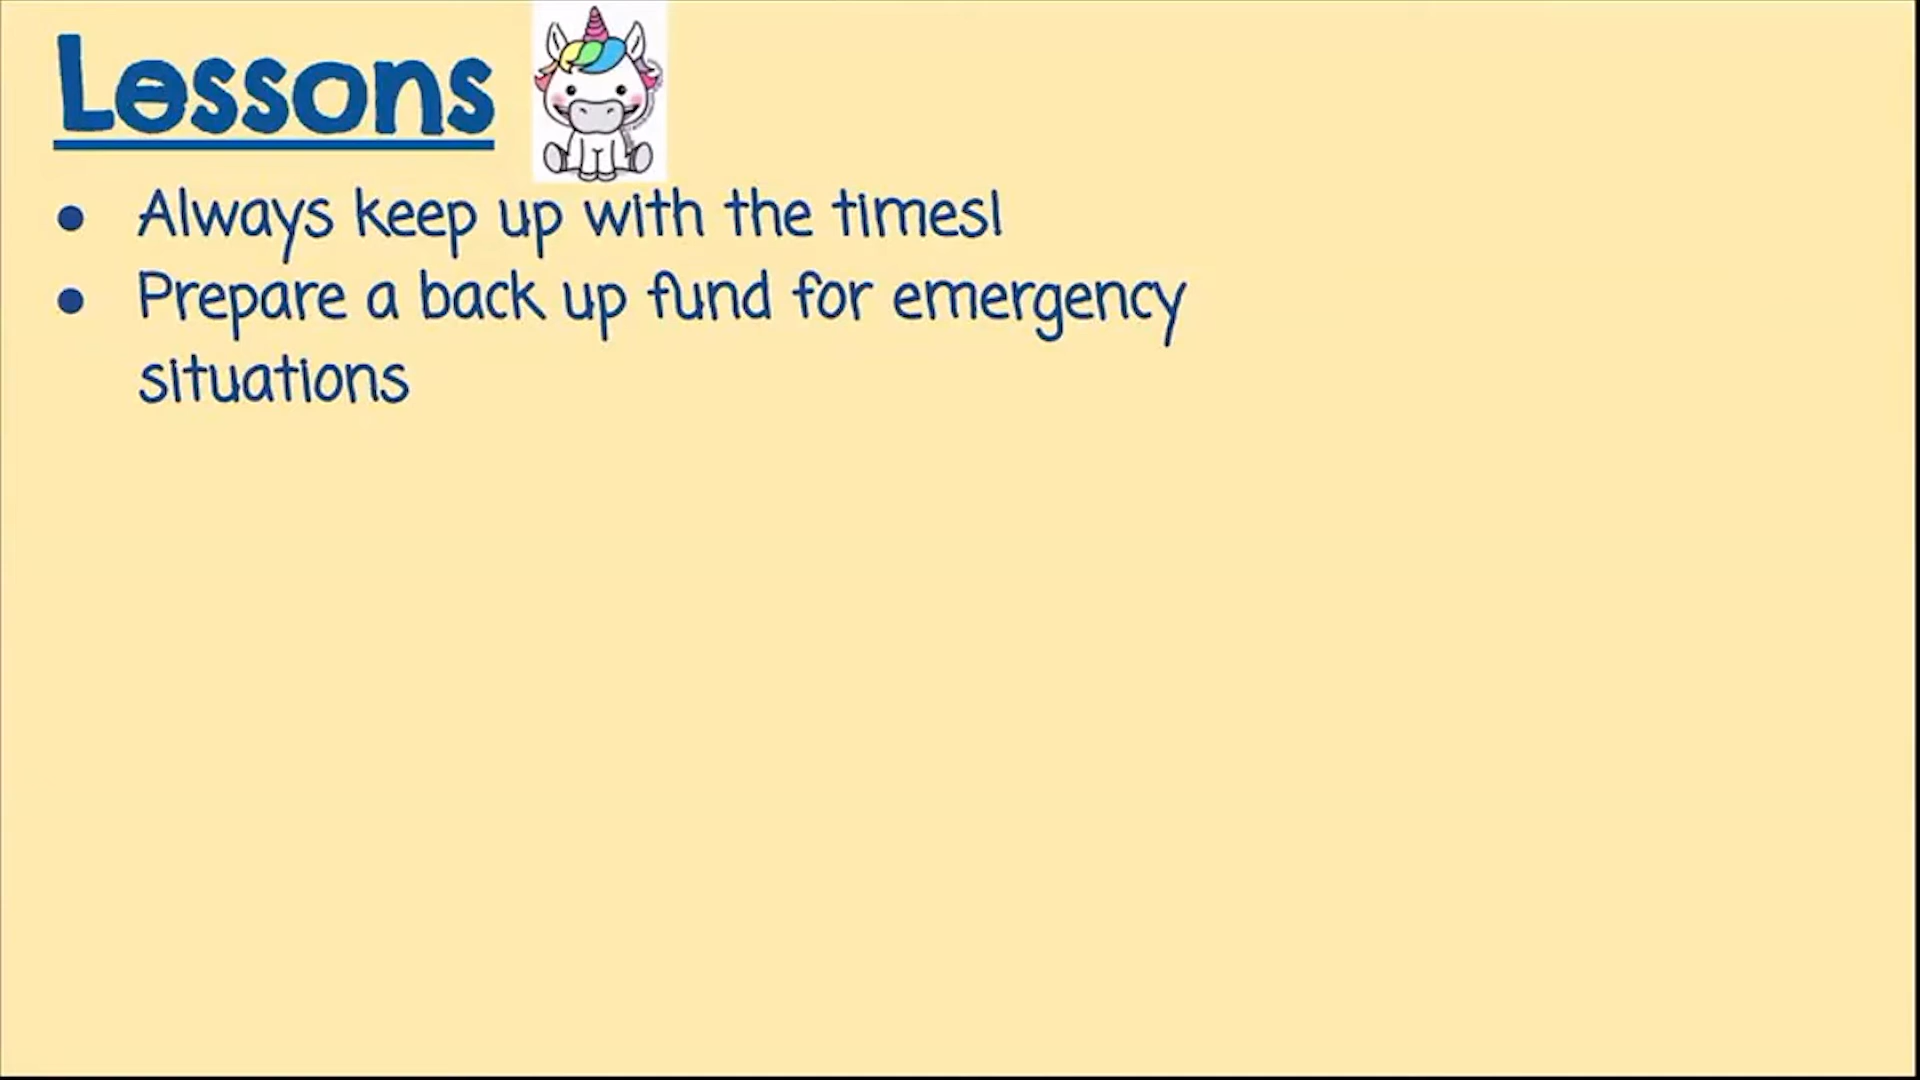 Lessons
• Always keep up with the times!
• Prepare a back up fund for emergency
situations